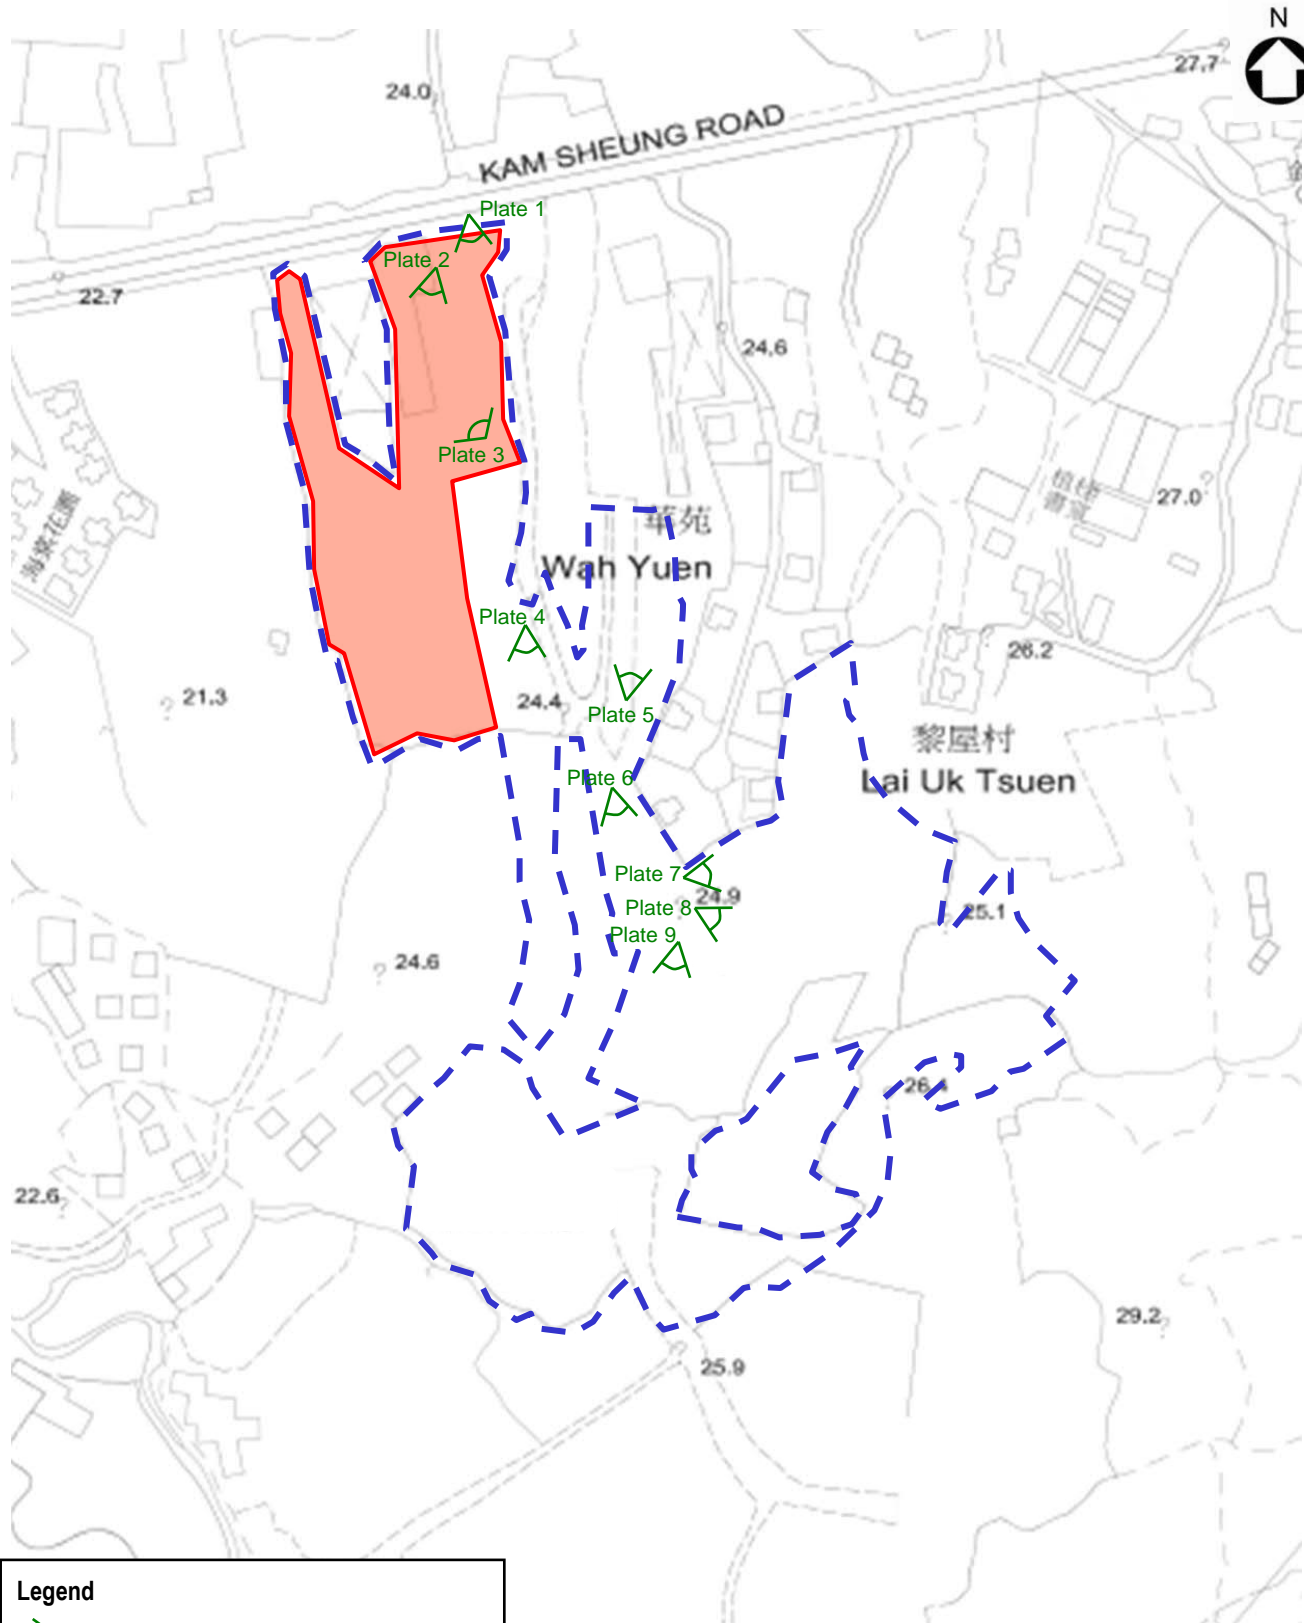 N
27.7
24.0
KAM SHEUNG ROAD
Plate 1
Plate 2
22.7
24.6
Plate 3
27.0
華苑
Wah Yuen
Plate 4
26.2
21.3
24.4
Plate 5
黎屋村
Lai Uk Tsuen
Plate 6
Plate 7
24.9
Plate 8
25.1
Plate 9
24.6
26.4
22.6
29.2
25.9
Legend